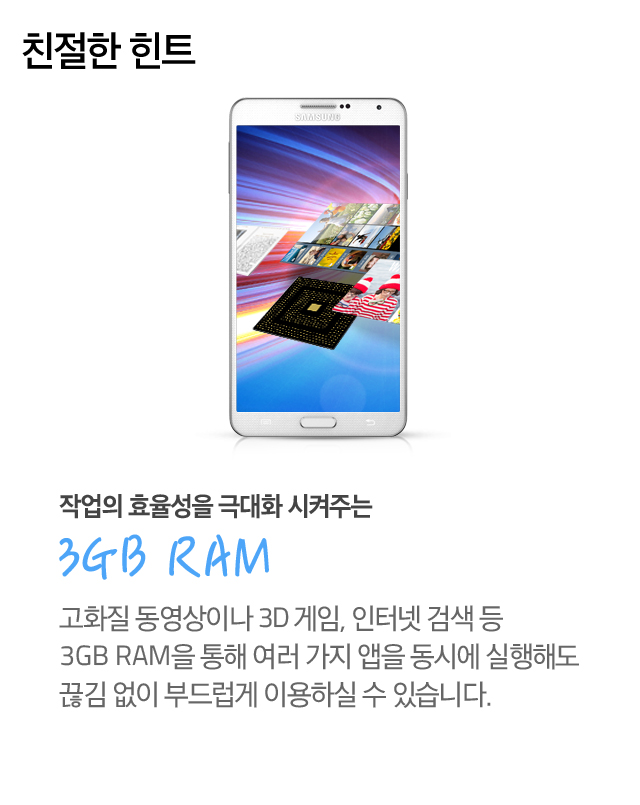 친절한 힌트
SAMSUNG
작업의 효율성을 극대화 시켜주는
3GB RAM
고화질 동영상이나 3D 게임, 인터넷 검색 등
3GB RAM을 통해 여러 가지 앱을 동시에 실행해도
끊김 없이 부드럽게 이용하실 수 있습니다.